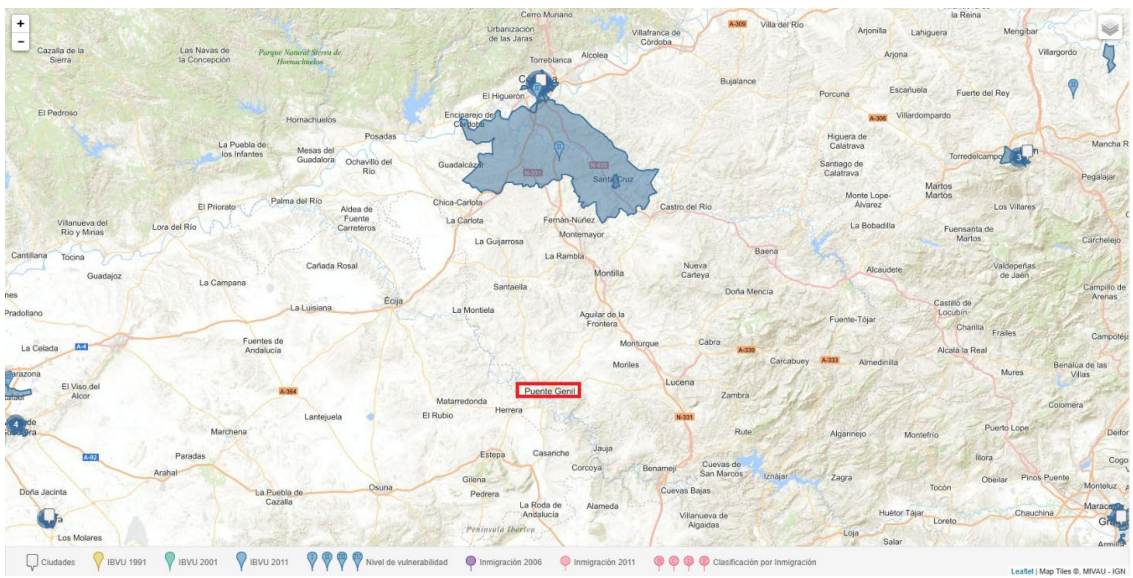 +
−
Cerro Muriano
Urbanización
de las Jaras
Villafranca de
Córdoba
A-309
Villa del Río
Arjonilla
Lahiguera
la Reina
Mengibar
Cazalla de la
Sierra
Las Navas de
la Concepción
Parque Natural Sierra de
Hornachuelos
Torreblanca
Alcolea
Arjona
Villargordo
El Higuerón
Bujalance
Porcuna
Escañuela
Fuerte del Rey
El Pedroso
Hornachuelos
Encinarejo de
Córdoba
A-306
Villardompardo
Posadas
Higuera de
Calatrava
La Puebla de
los Infantes
Mesas del
Guadalora
Ochavillo del
Río
Guadalcázar
N-331
N-432
Santa Cruz
Santiago de
Calatrava
Torredelcampo
3
Mancha R
Pegalajar
El Priorato
Palma del Río
Aldea de
Fuente
Carreteros
Chica-Carlota
La Carlota
Fernán-Núñez
Montemayor
Castro del Río
Monte Lope-
Álvarez
Martos
Martos
Los Villares
Villanueva del
Río y Minas
Lora del Río
La Bobadilla
Fuensanta de
Martos
Carchelejo
Cantillana
Tocina
Guadajoz
La Campana
Cañada Rosal
La Guijarrosa
La Rambla
Montilla
Nueva
Carteya
Baena
Alcaudete
Valdepeñas
de Jaén
Campillo de
Arenas
nes
Pradollano
La Luisiana
Écija
Santaella
La Montiela
Aguilar de la
Frontera
Doña Mencía
Fuente-Tójar
Castillo de
Locubín
Charilla
Frailes
Campotéj
La Celada
A-4
Fuentes de
Andalucía
Monturque
Cabra
A-339
Carcabuey
A-333
Almedinilla
Alcalá la Real
Mures
Benalúa de las
Villas
El Viso del
Alcor
A-364
Moriles
Puente Genil
Lucena
Zambra
Colomera
4
Lantejuela
Matarredonda
El Rubio
Herrera
N-331
Marchena
Rute
Algarinejo
Montefrío
Puerto Lope
Deifon
A-92
Paradas
Arahal
Estepa
Casariche
Jauja
Corcoya
Benamejí
Cuevas de
San Marcos
Iznájar
Zagra
Íllora
Cogo
Doña Jacinta
La Puebla de
Cazalla
Osuna
Gilena
Pedrera
Cuevas Bajas
Tocón
Obeilar
Pinos Puente
Monteluz
Los Molares
La Roda de
Andalucía
Alameda
Villanueva de
Algaidas
Huétor Tájar
Loreto
Chauchina
Maracena
Península Ibérica
Loja
Salar
Armilla
Ciudades
IBVU 1991
IBVU 2001
IBVU 2011
Nivel de vulnerabilidad
Inmigración 2006
Inmigración 2011
Clasificación por Inmigración
Leaflet | Map Tiles ©, MIVAU - IGN